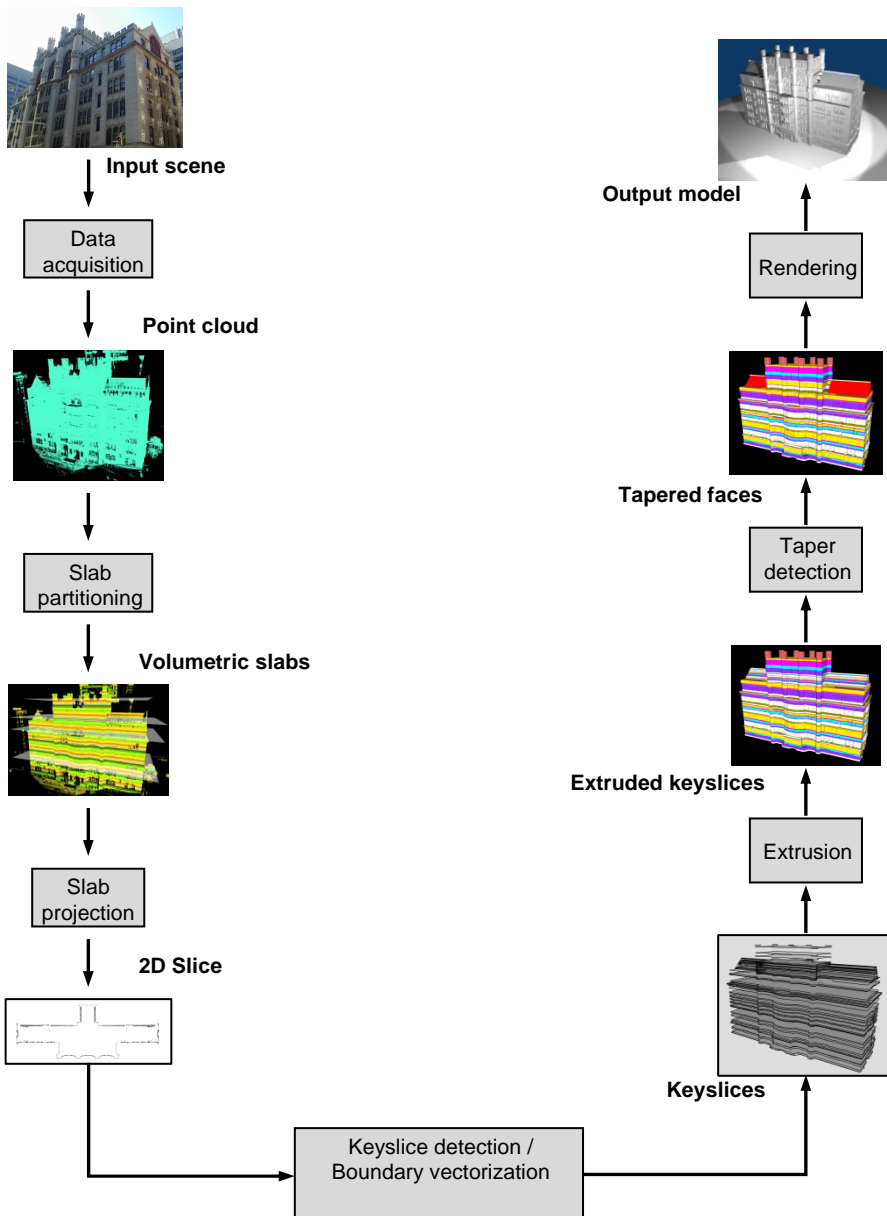 Input scene
Data
acquisition
Point cloud
Slab
partitioning
Volumetric slabs
Slab
projection
2D Slice
Keyslice detection /
Boundary vectorization
Keyslices
Extrusion
Extruded keyslices
Taper
detection
Tapered faces
Rendering
Output model